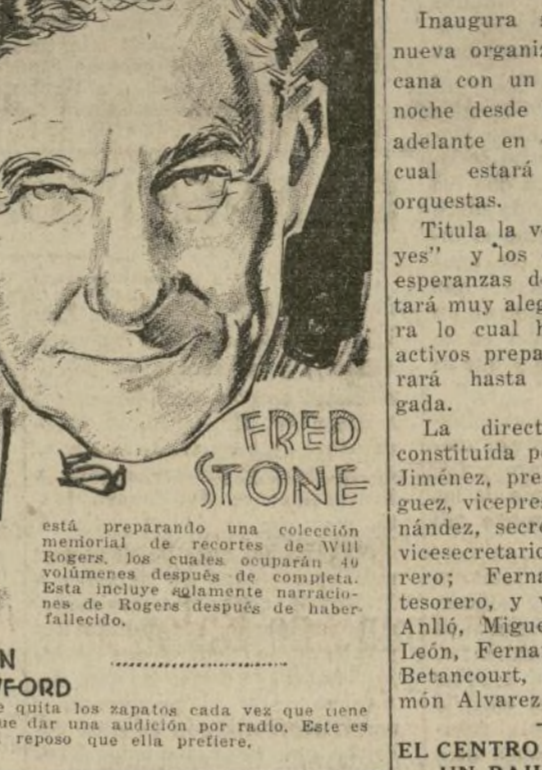 FRED
STONE
está preparando una colección
memorial de recortes de Will
Rogers, los cuales ocuparán 40
volúmenes después de completa.
Esta incluye solamente narracio-
nes de Rogers después de haber
fallecido.
N
FORD
quita los zapatos cada vez que tiene
ue dar una audición por radio. Este es
reposo que ella prefiere.
Inaugura
nueva organi
cana con un
noche desde
adelante en
cual estará
orquestas.
Titula la v
yes" y los
esperanzas d
tará muy aleg
ra lo cual h
activos prepa
rará hasta
gada.
La direct
constituída p
Jiménez, pre
guez, vicepres
nández, secre
vicesecretario
rero; Ferna
tesorero, y v
Anlló, Migue
León, Ferna
Betancourt,
món Alvarez
EL CENTRO
UN BAI